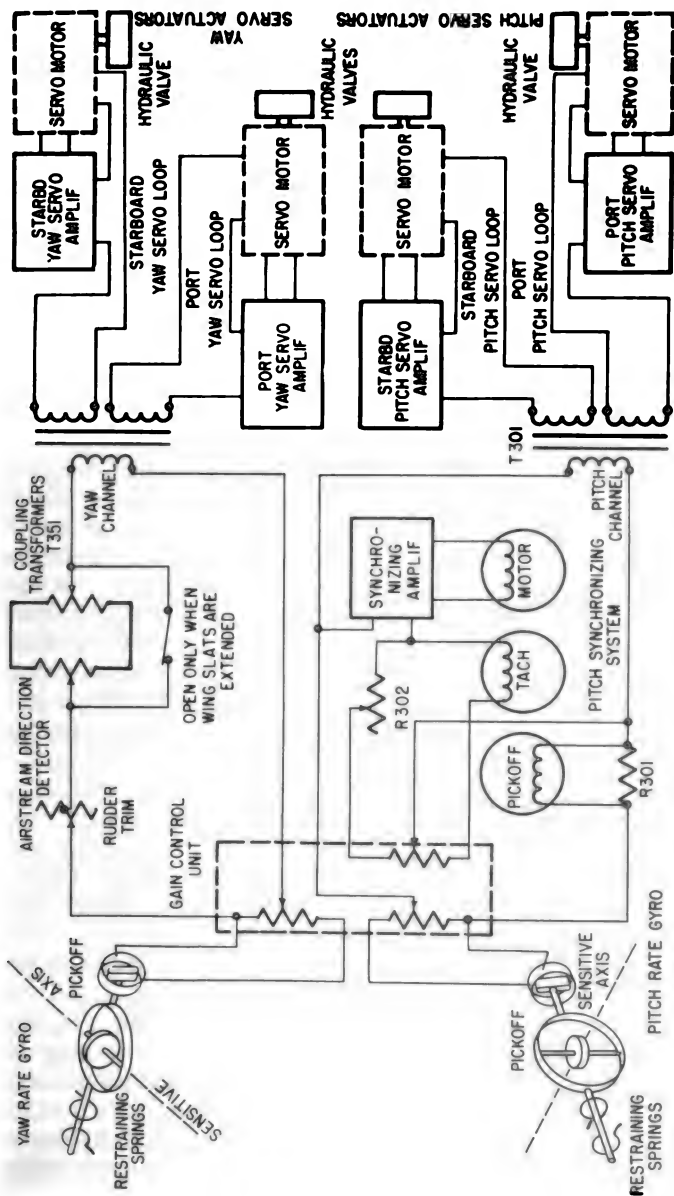 YAW RATE GYRO
AXIS
SENSITIVE
RESTRAINING
SPRINGS
PICKOFF
AIRSTREAM DIRECTION
DETECTOR
RUDDER
TRIM
COUPLING
TRANSFORMERS
T351
OPEN ONLY WHEN
WING SLATS ARE
EXTENDED
YAW
CHANNEL
GAIN CONTROL
UNIT
STARBD
YAW SERVO
AMPLIF
SERVO MOTOR
HYDRAULIC
VALVE
STARBOARD
YAW SERVO LOOP
YAW
SERVO ACTUATORS
PORT
YAW SERVO LOOP
PORT
YAW SERVO
AMPLIF
SERVO MOTOR
HYDRAULIC
VALVES
STARBD
PITCH SERVO
AMPLIF
SERVO MOTOR
STARBOARD
PITCH SERVO LOOP
PITCH SERVO ACTUATORS
PORT
PITCH SERVO LOOP
PORT
PITCH SERVO
AMPLIF
SERVO MOTOR
HYDRAULIC
VALVE
T301
PITCH
CHANNEL
SYNCHRO-
NIZING
AMPLIF
MOTOR
TACH
R302
PICKOFF
R301
PITCH SYNCHRONIZING
SYSTEM
PICKOFF
SENSITIVE
AXIS
PITCH RATE GYRO
RESTRAINING
SPRINGS